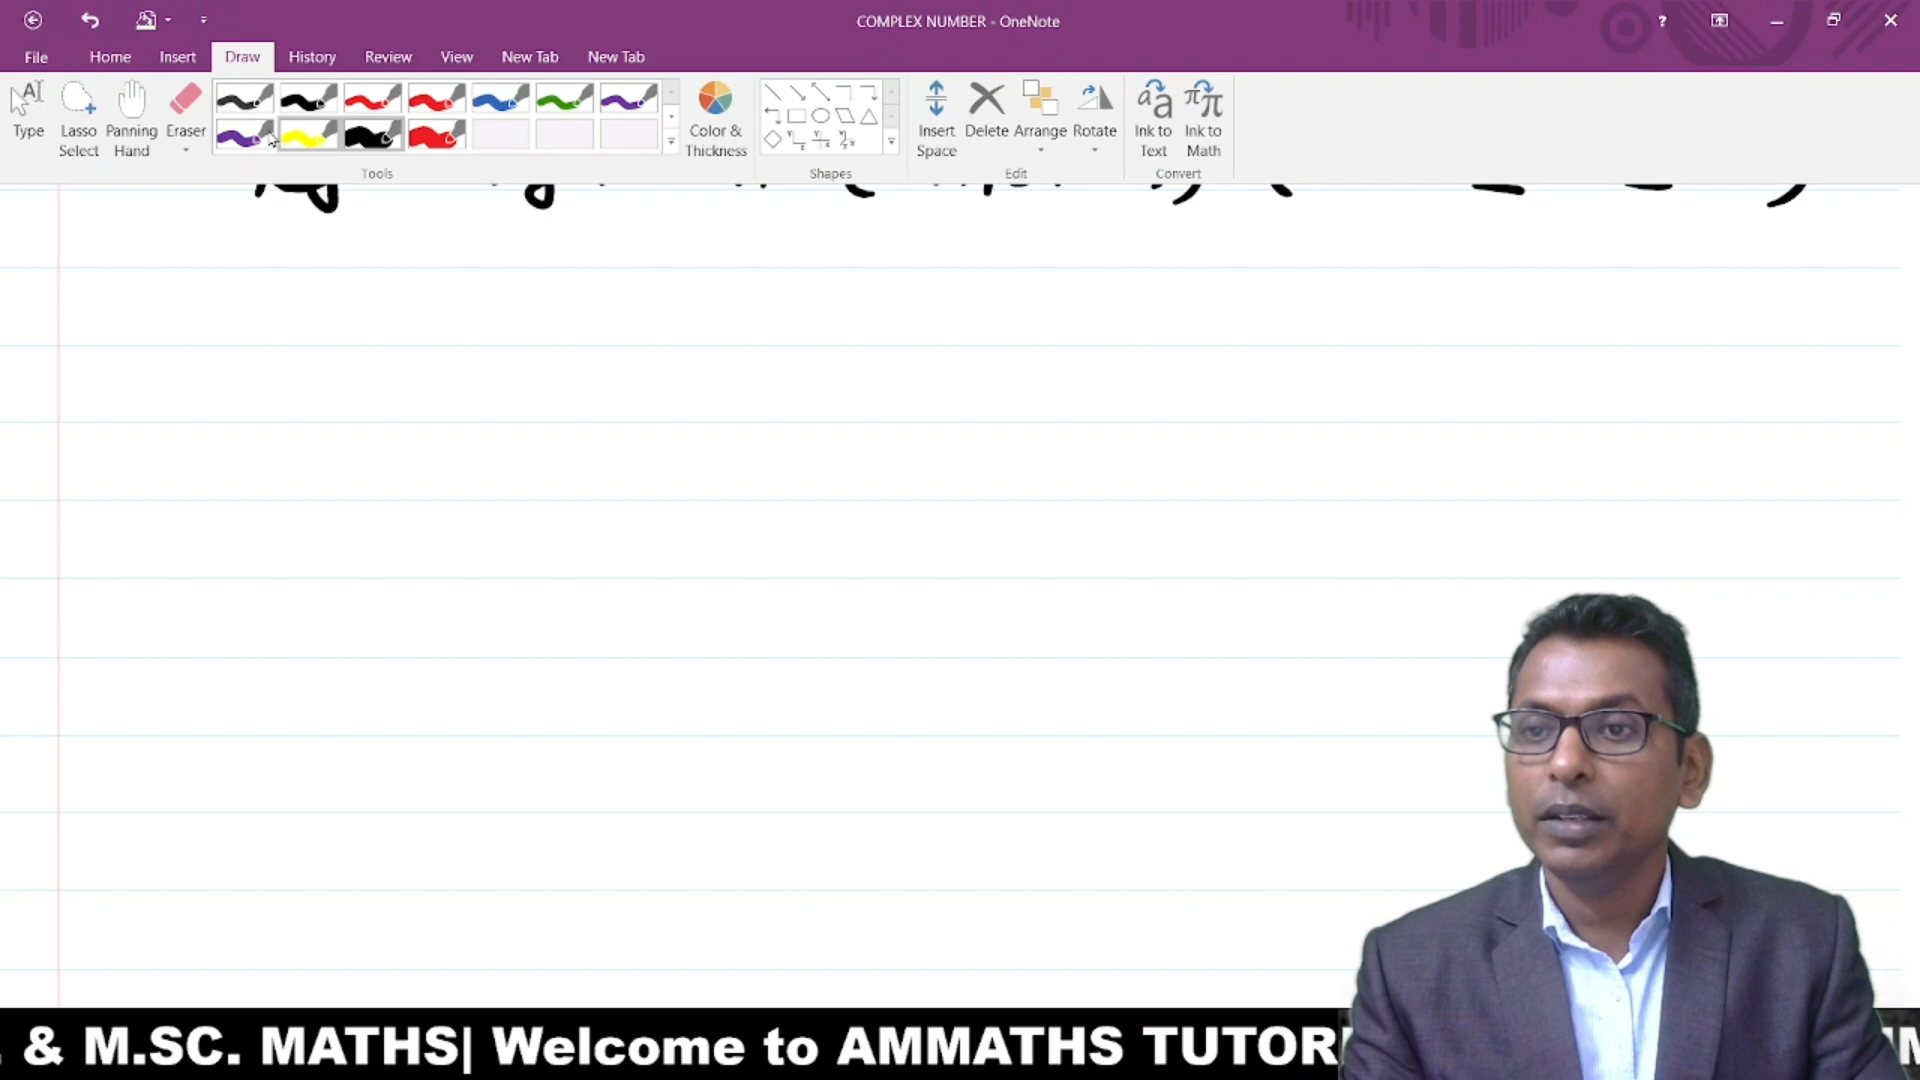 COMPLEX NUMBER - OneNote
?
File Home Insert Draw History Review View New Tab New Tab
Type
Lasso Select
Panning Hand
Eraser
Color & Thickness
Insert Space
Delete
Arrange
Rotate
Ink to Text
Ink to Math
Tools
Shapes
Edit
Convert
. & M.SC. MATHS| Welcome to AMMATHS TUTOR